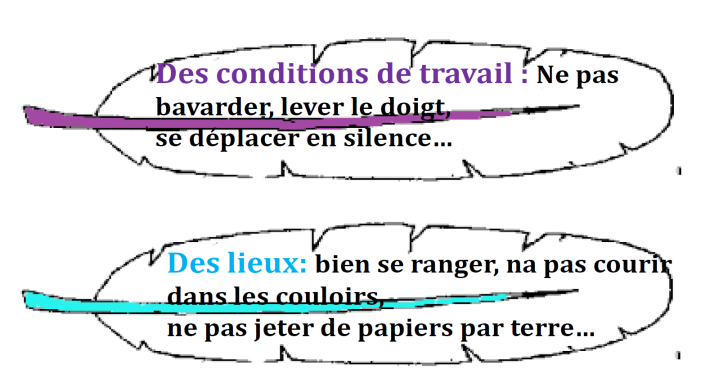 Des conditions de travail : Ne pas
bavarder, lever le doigt,
se déplacer en silence…
Des lieux: bien se ranger, na pas courir
dans les couloirs,
ne pas jeter de papiers par terre…